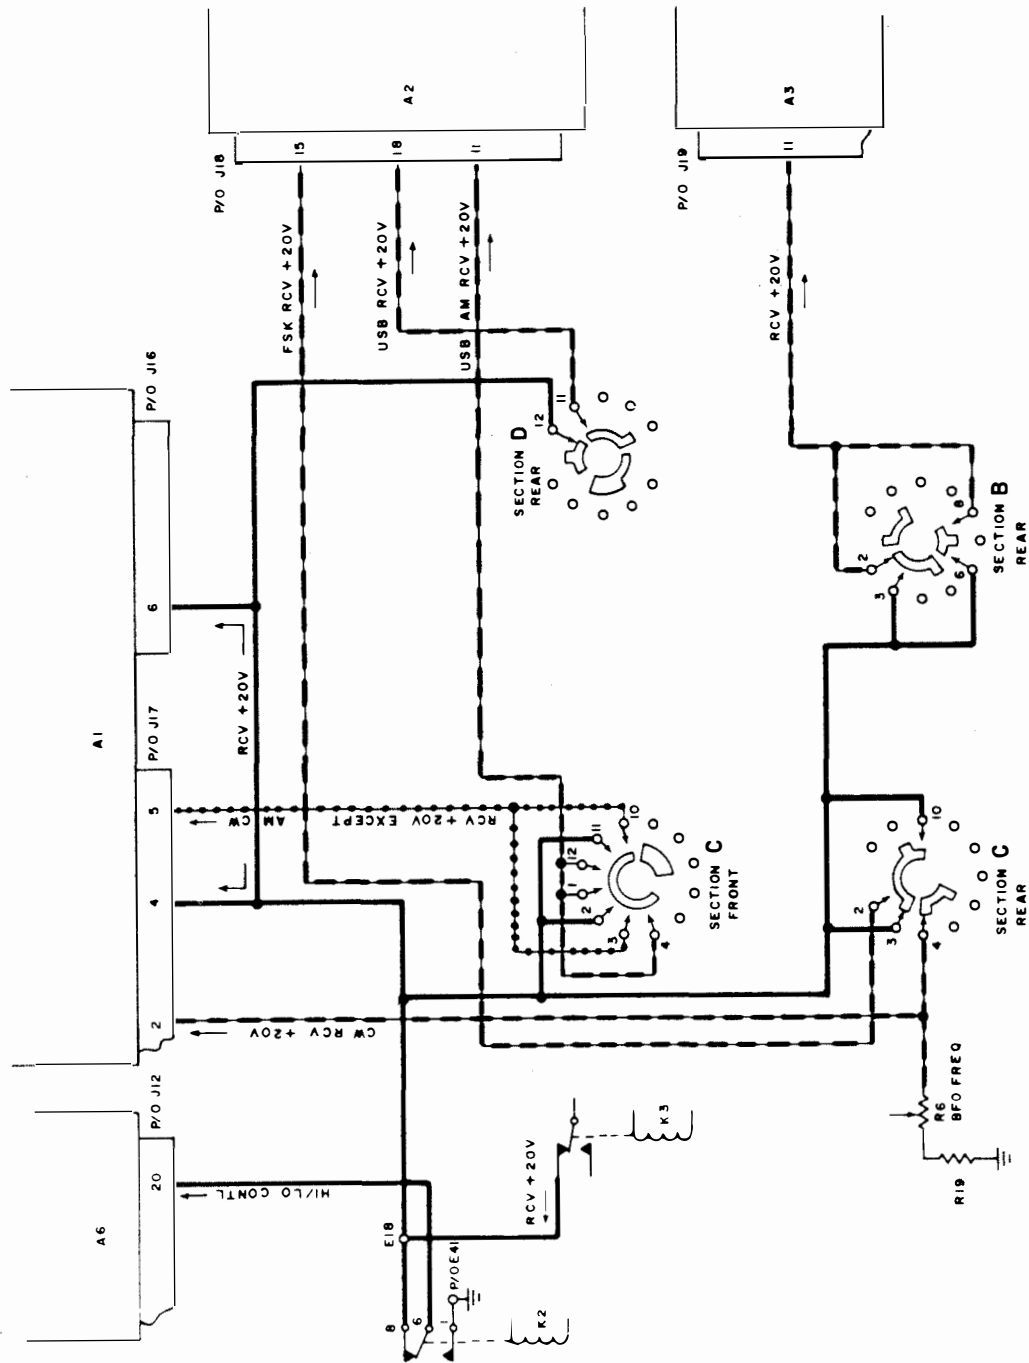 A2
P/O J18
15
18
11
FSK RCV +20V
USB RCV +20V
USB AM RCV +20V
A3
P/O J19
11
RCV +20V
A1
P/O J16
6
P/O J17
5
4
2
RCV +20V
RCV +20V EXCEPT AM CW
CW RCV +20V
12
11
SECTION D
REAR
2
3
6
8
SECTION B
REAR
10
11
12
1
2
3
4
SECTION C
FRONT
10
2
3
4
SECTION C
REAR
A6
P/O J12
20
HI/LO CONTL
E18
8
6
1
P/O E41
K2
RCV +20V
K3
R6
BFO FREQ
R19